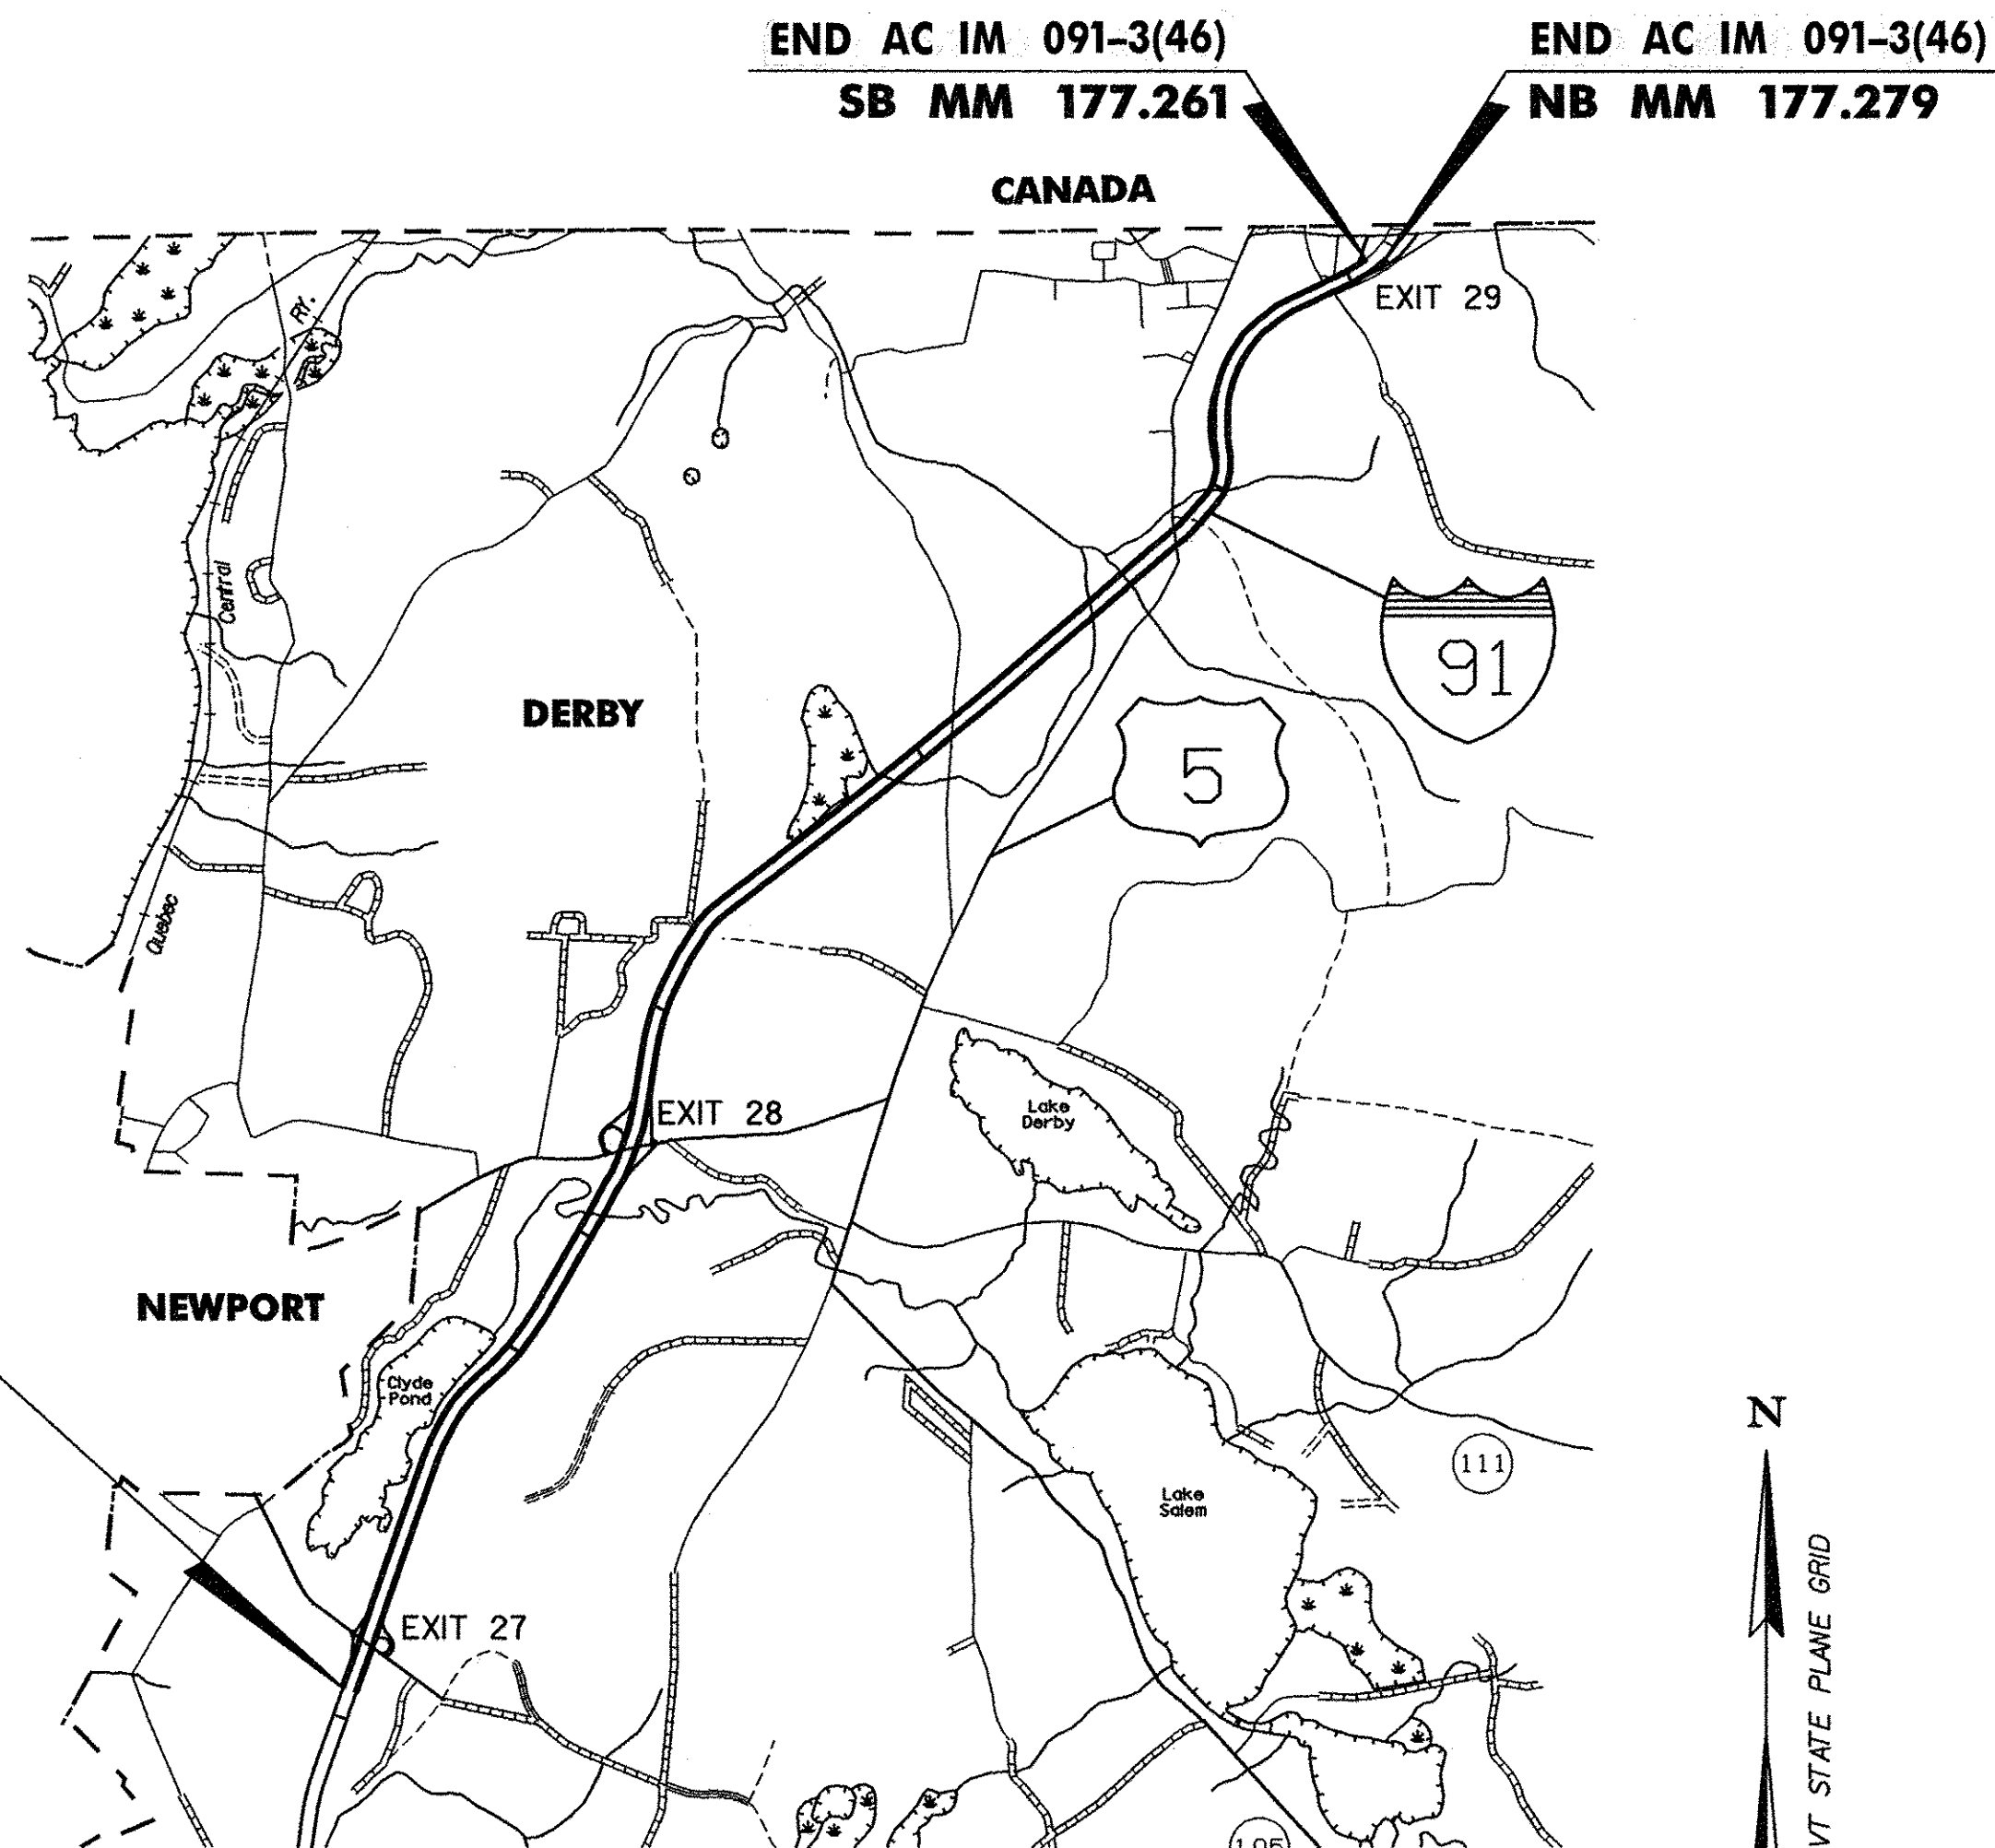 END AC IM 091-3(46)
SB MM 177.261
END AC IM 091-3(46)
NB MM 177.279
CANADA
EXIT 29
RY.
Central
91
DERBY
5
Quebec
EXIT 28
Lake
Derby
NEWPORT
Clyde
Pond
N
111
Lake
Salem
EXIT 27
VT STATE PLANE GRID